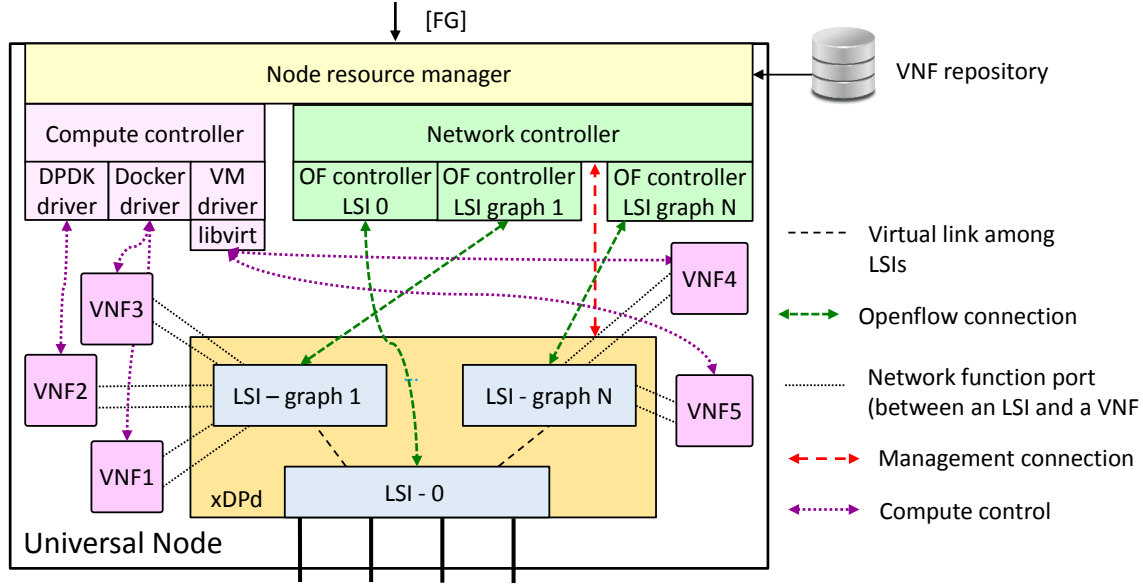 [FG]
Node resource manager
VNF repository
Compute controller
Network controller
DPDK
driver
Docker
driver
VM
driver
libvirt
OF controller
LSI 0
OF controller
LSI graph 1
OF controller
LSI graph N
Virtual link among
LSIs
VNF4
VNF3
Openflow connection
VNF2
LSI – graph 1
LSI - graph N
VNF5
Network function port
(between an LSI and a VNF
VNF1
Management connection
xDPd
LSI - 0
Compute control
Universal Node